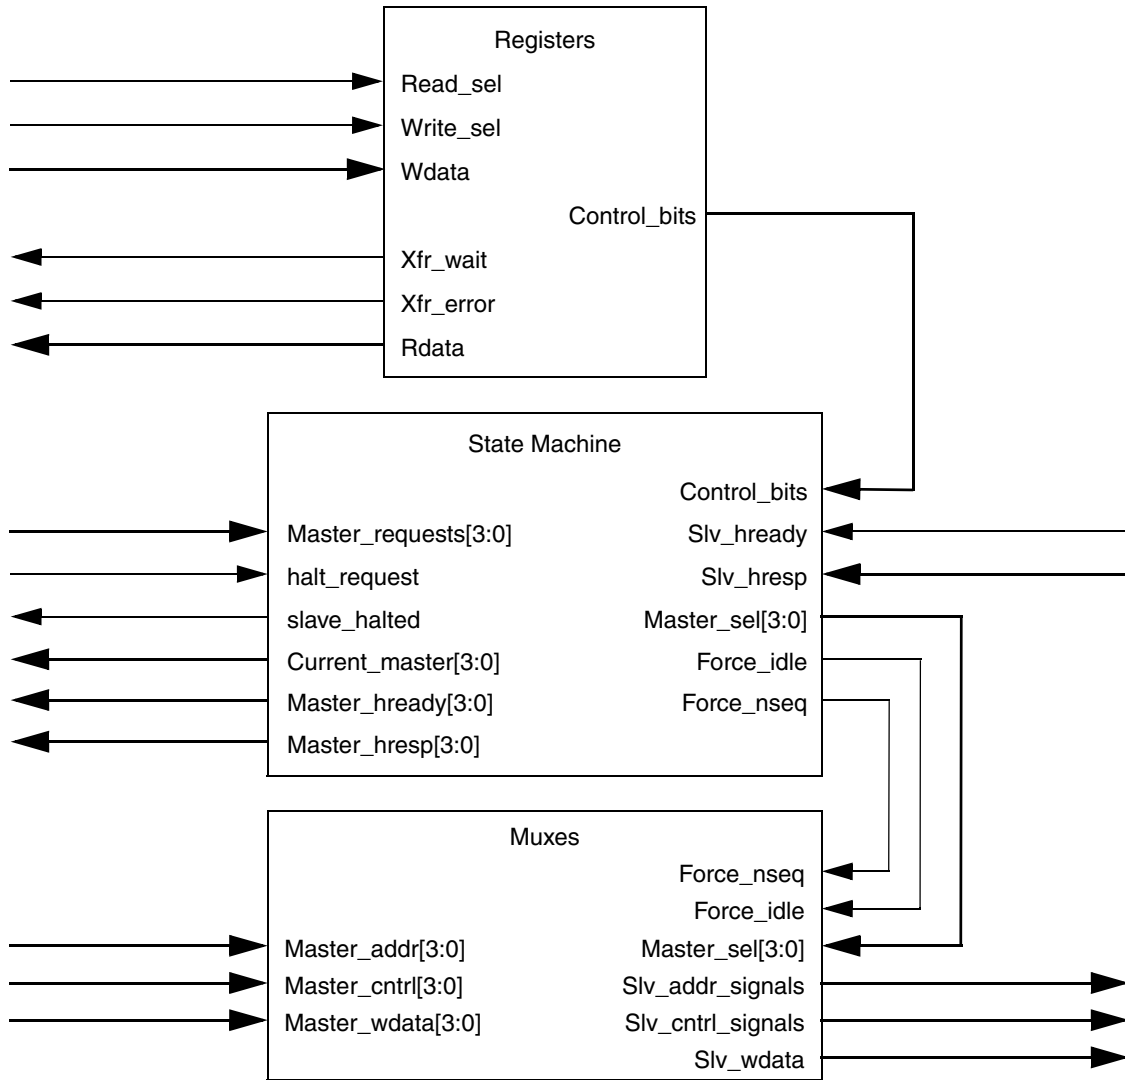 Registers
Read_sel
Write_sel
Wdata
Control_bits
Xfr_wait
Xfr_error
Rdata
State Machine
Control_bits
Master_requests[3:0]
Slv_hready
halt_request
Slv_hresp
slave_halted
Master_sel[3:0]
Current_master[3:0]
Force_idle
Master_hready[3:0]
Force_nseq
Master_hresp[3:0]
Muxes
Force_nseq
Force_idle
Master_addr[3:0]
Master_sel[3:0]
Master_cntrl[3:0]
Slv_addr_signals
Master_wdata[3:0]
Slv_cntrl_signals
Slv_wdata